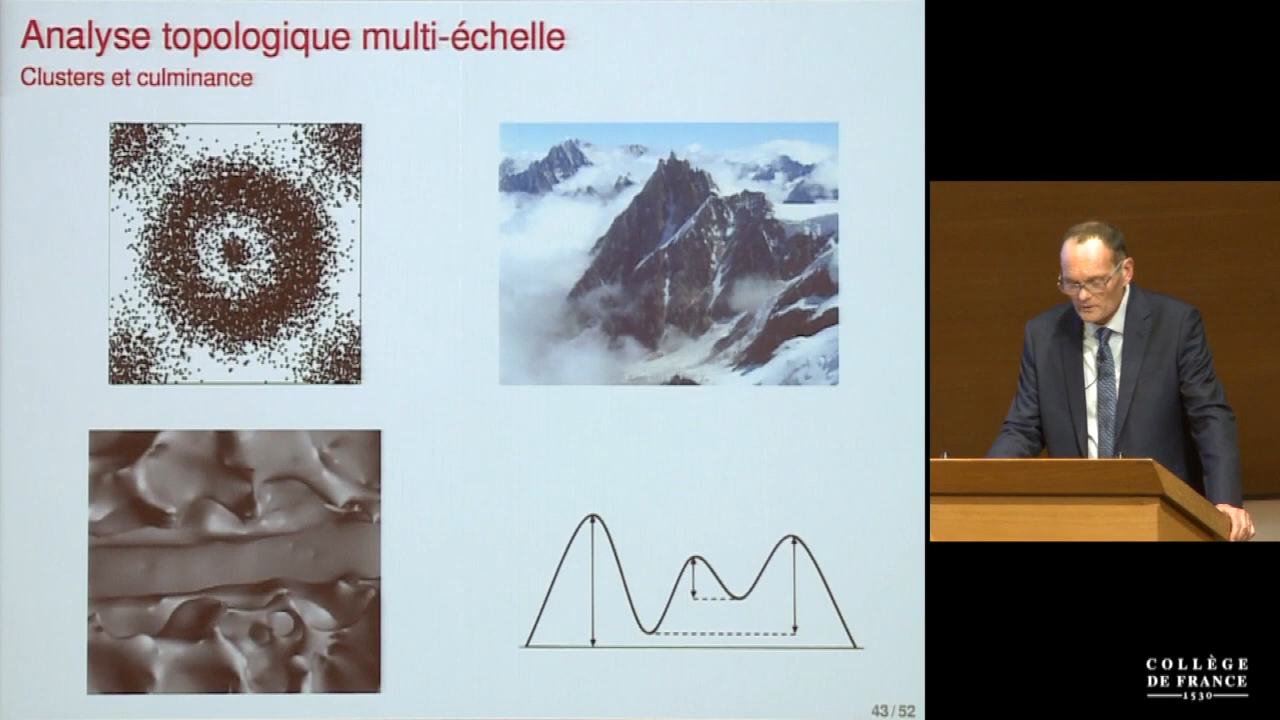 Analyse topologique multi-échelle
Clusters et culminance
43 / 52
COLLÈGE
DE FRANCE
1530